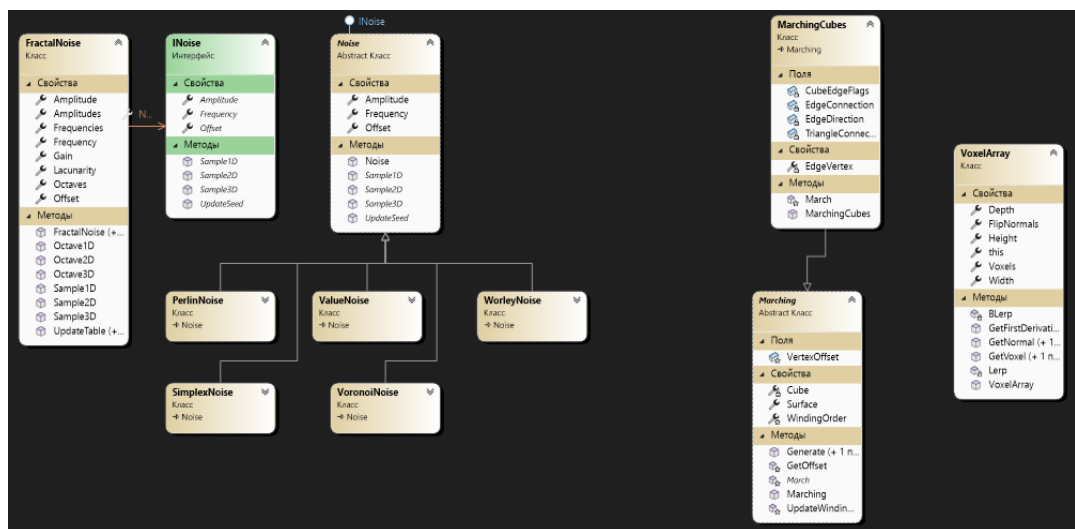 FractalNoise
Класс
Свойства
Amplitude
Amplitudes
Frequencies
Frequency
Gain
Lacunarity
Octaves
Offset
Методы
FractalNoise (+...
Octave1D
Octave2D
Octave3D
Sample1D
Sample2D
Sample3D
UpdateTable (+...
N...
INoise
Интерфейс
Свойства
Amplitude
Frequency
Offset
Методы
Sample1D
Sample2D
Sample3D
UpdateSeed
INoise
Noise
Abstract Класс
Свойства
Amplitude
Frequency
Offset
Методы
Noise
Sample1D
Sample2D
Sample3D
UpdateSeed
PerlinNoise
Класс
Noise
ValueNoise
Класс
Noise
WorleyNoise
Класс
Noise
SimplexNoise
Класс
Noise
VoronoiNoise
Класс
Noise
MarchingCubes
Класс
Marching
Поля
CubeEdgeFlags
EdgeConnection
EdgeDirection
TriangleConnec...
Свойства
EdgeVertex
Методы
March
MarchingCubes
Marching
Abstract Класс
Поля
VertexOffset
Свойства
Cube
Surface
WindingOrder
Методы
Generate (+ 1 п...
GetOffset
March
Marching
UpdateWindin...
VoxelArray
Класс
Свойства
Depth
FlipNormals
Height
this
Voxels
Width
Методы
BLerp
GetFirstDerivati...
GetNormal (+ 1...
GetVoxel (+ 1 п...
Lerp
VoxelArray